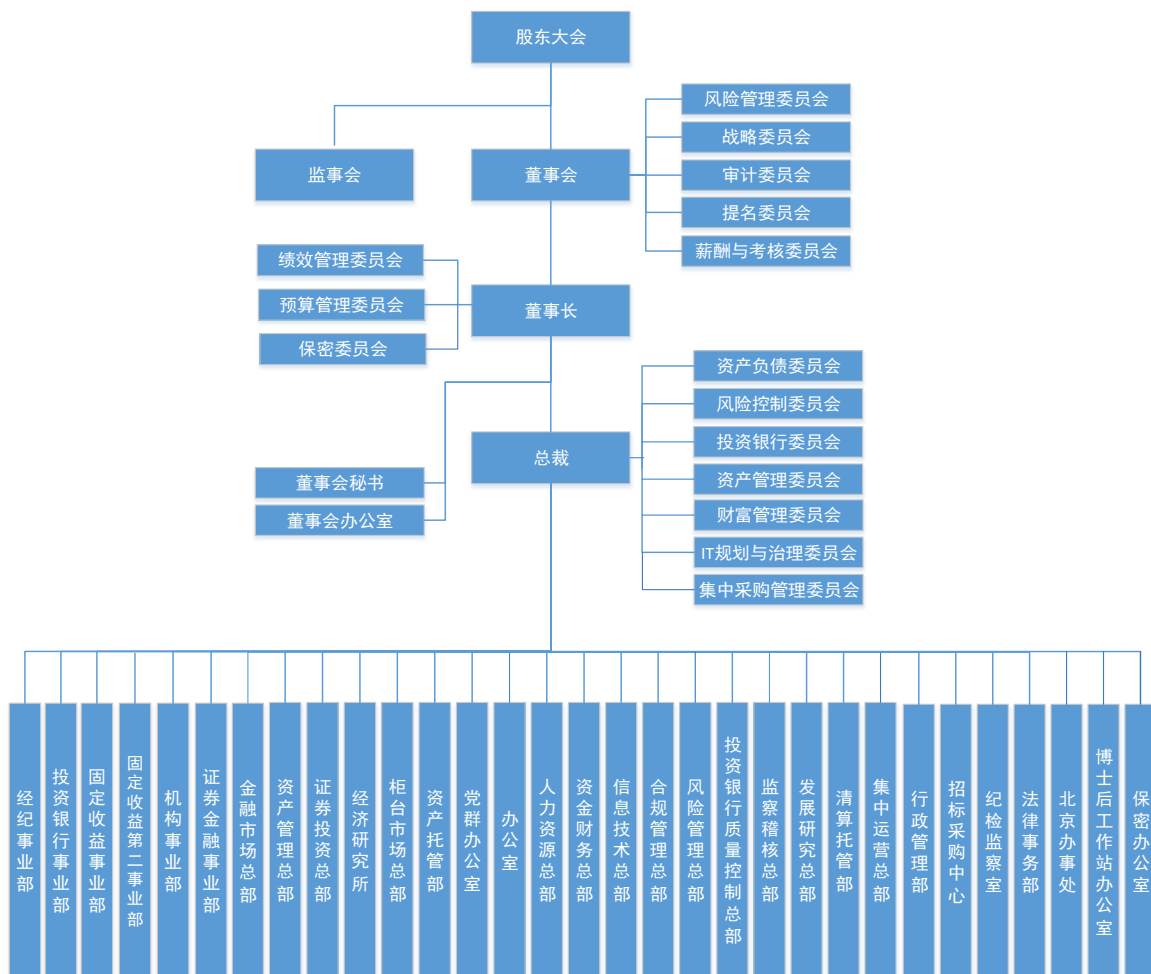 股东大会
监事会
董事会
风险管理委员会
战略委员会
审计委员会
提名委员会
薪酬与考核委员会
绩效管理委员会
预算管理委员会
保密委员会
董事长
总裁
资产负债委员会
风险控制委员会
投资银行委员会
资产管理委员会
财富管理委员会
IT规划与治理委员会
集中采购管理委员会
董事会秘书
董事会办公室
经纪事业部
投资银行事业部
固定收益事业部
固定收益第二事业部
机构事业部
证券金融事业部
金融市场总部
资产管理总部
证券投资总部
经济研究所
柜台市场总部
资产托管部
党群办公室
办公室
人力资源总部
资金财务总部
信息技术总部
合规管理总部
风险管理总部
投资银行质量控制总部
监察稽核总部
发展研究总部
清算托管部
集中运营总部
行政管理部
招标采购中心
纪检监察室
法律事务部
北京办事处
博士后工作站办公室
保密办公室